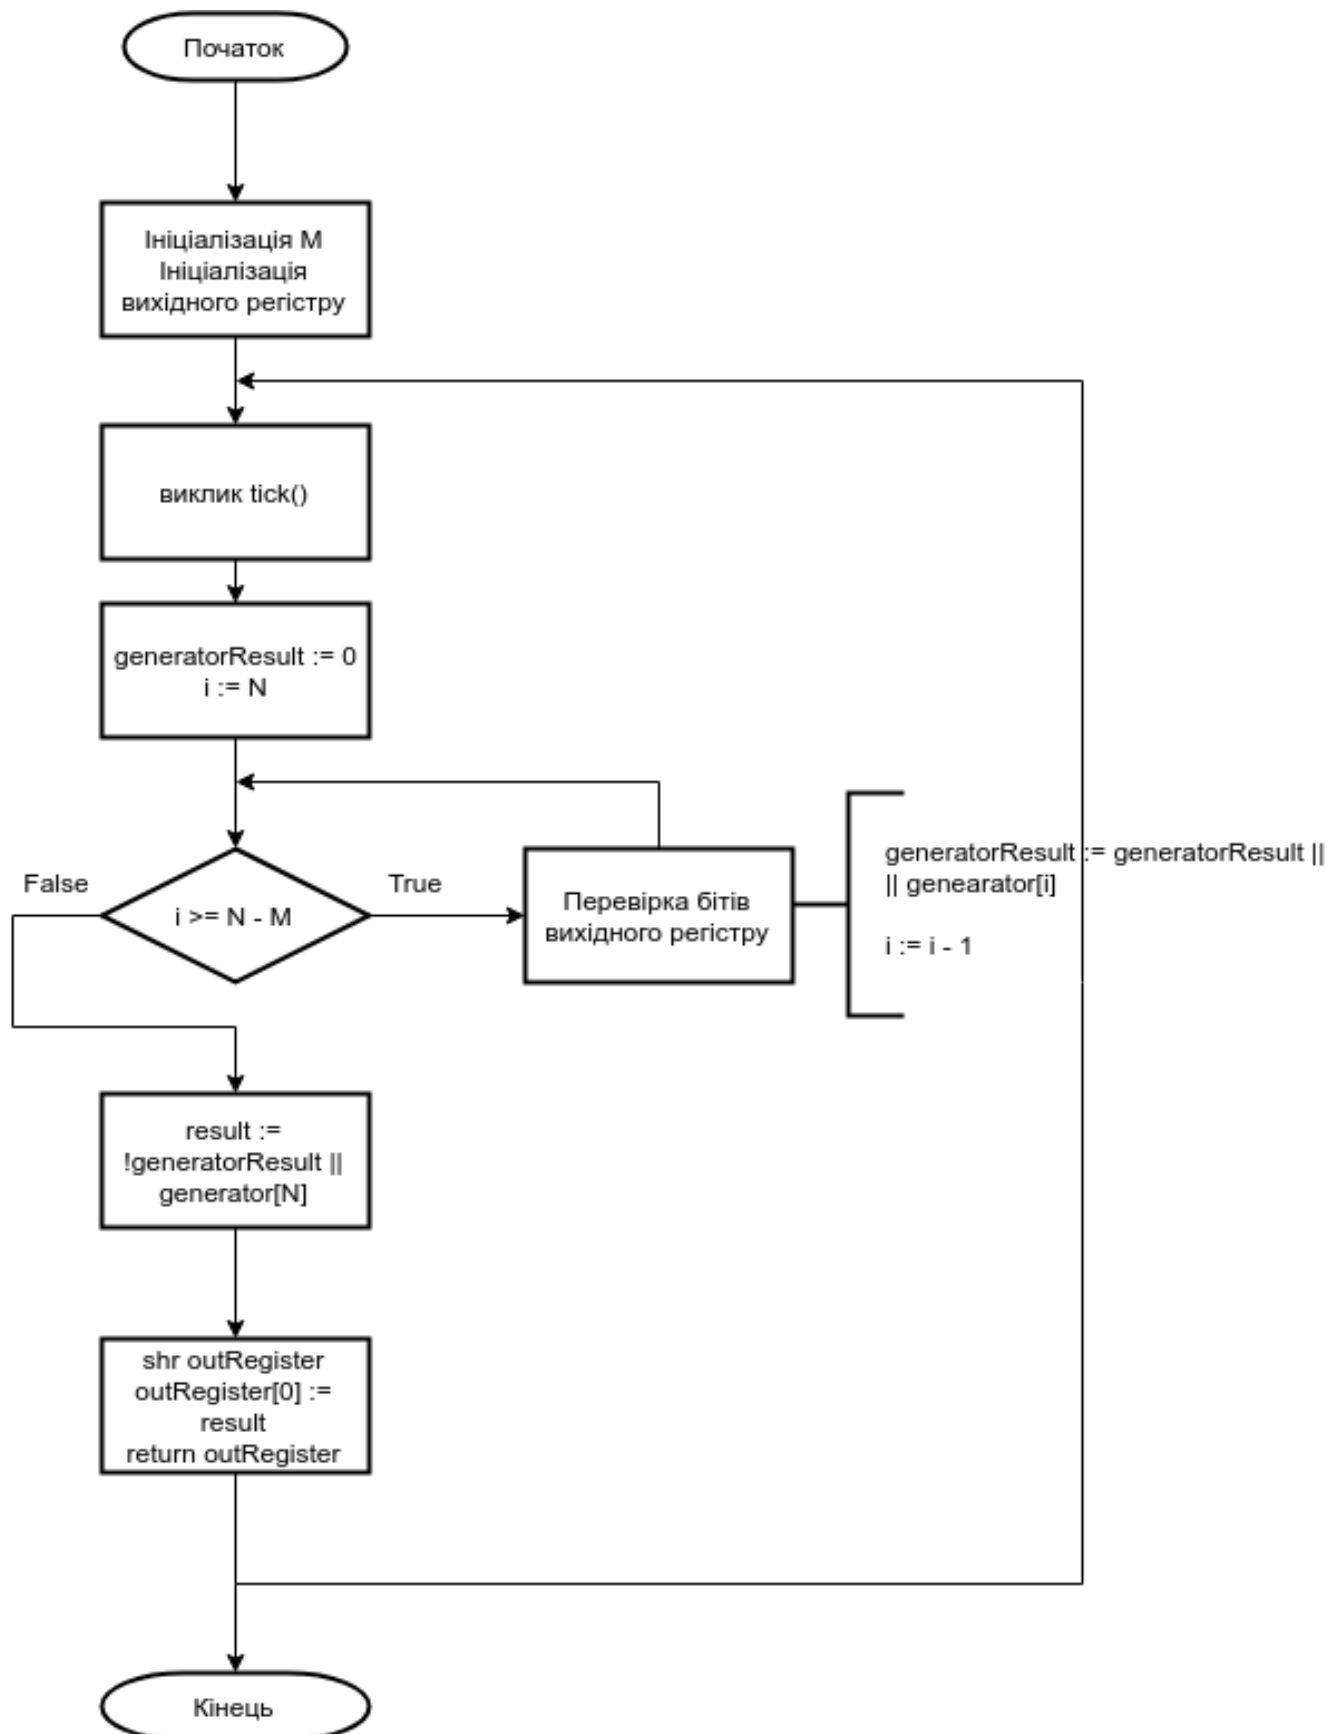 Початок
Ініціалізація M
Ініціалізація
вихідного регістру
виклик tick()
generatorResult := 0
i := N
False
i >= N - M
True
Перевірка бітів
вихідного регістру
generatorResult := generatorResult ||
|| genearator[i]
i := i - 1
result :=
!generatorResult ||
generator[N]
shr outRegister
outRegister[0] :=
result
return outRegister
Кінець